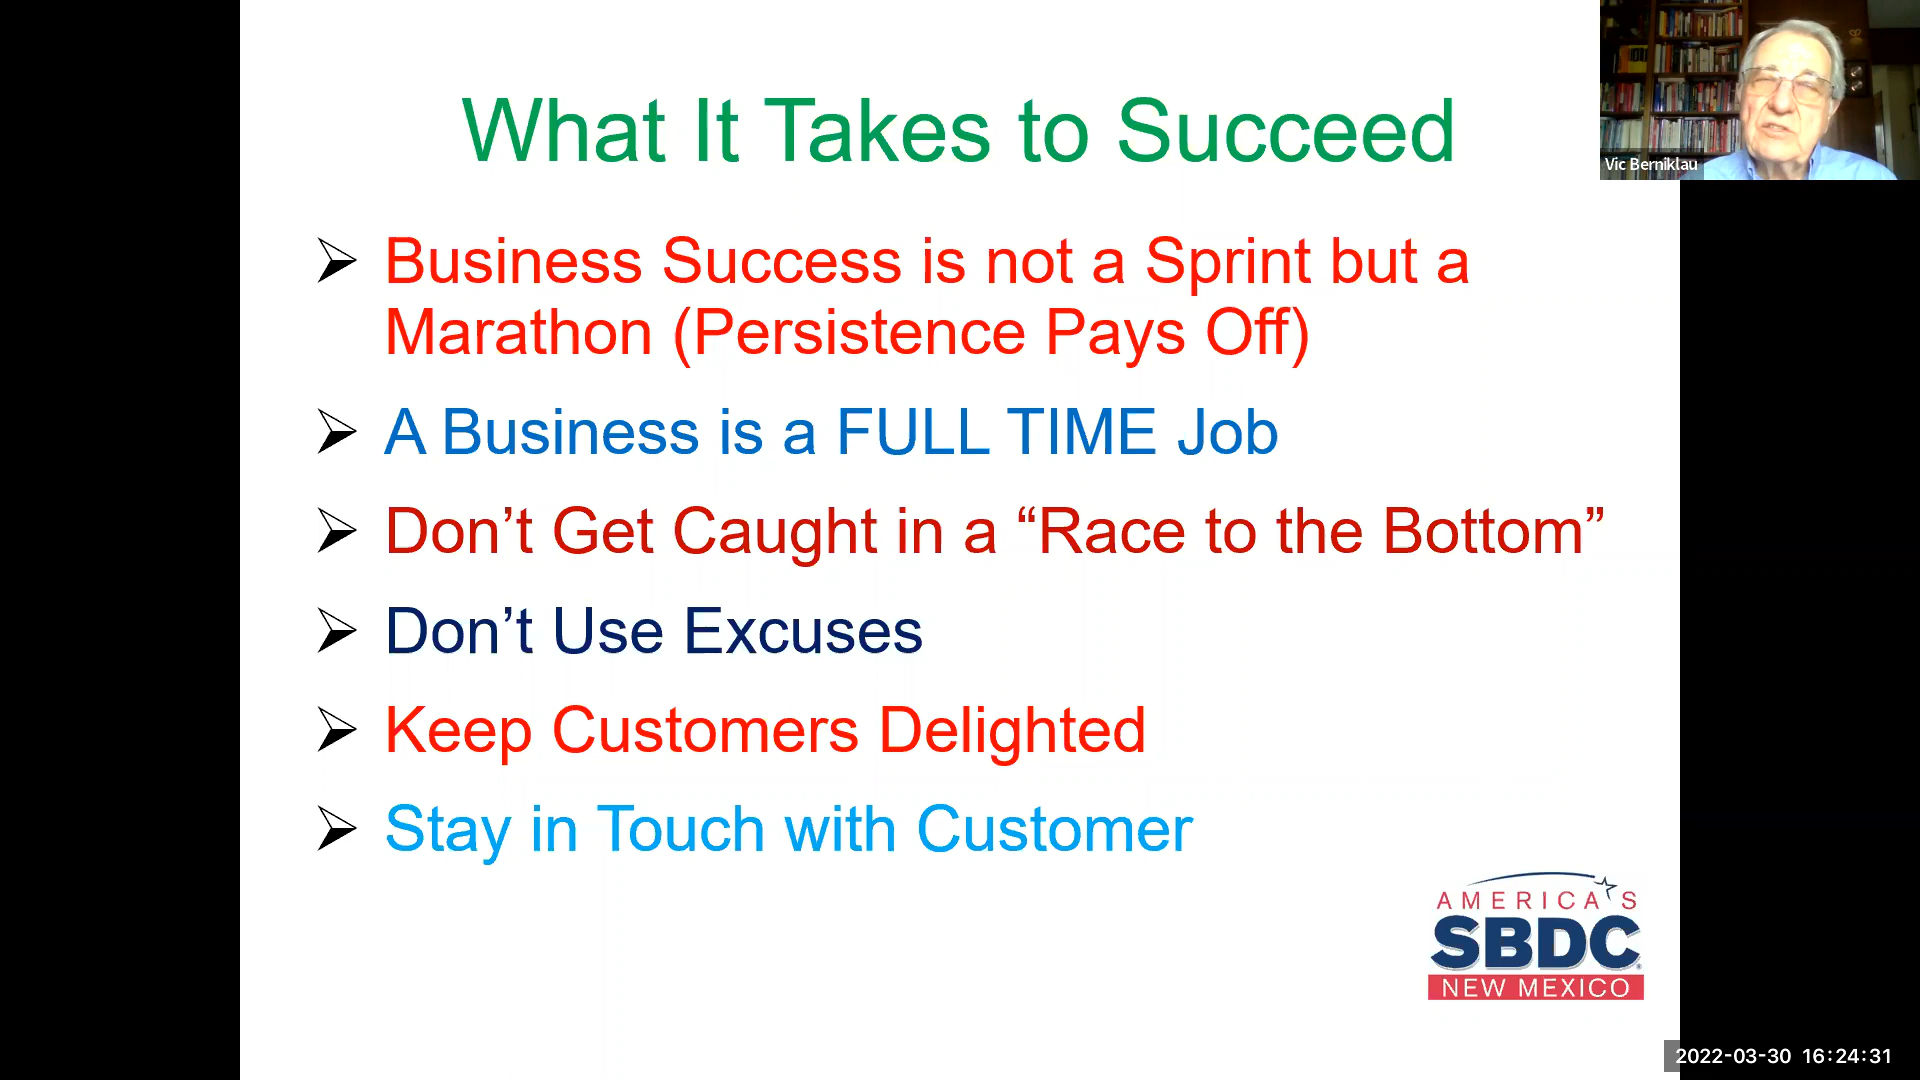 What It Takes to Succeed
Vic Berniklau
➢ Business Success is not a Sprint but a
Marathon (Persistence Pays Off)
➢ A Business is a FULL TIME Job
➢ Don’t Get Caught in a “Race to the Bottom”
➢ Don’t Use Excuses
➢ Keep Customers Delighted
➢ Stay in Touch with Customer
AMERICA'S
SBDC
NEW MEXICO
2022-03-30 16:24:31